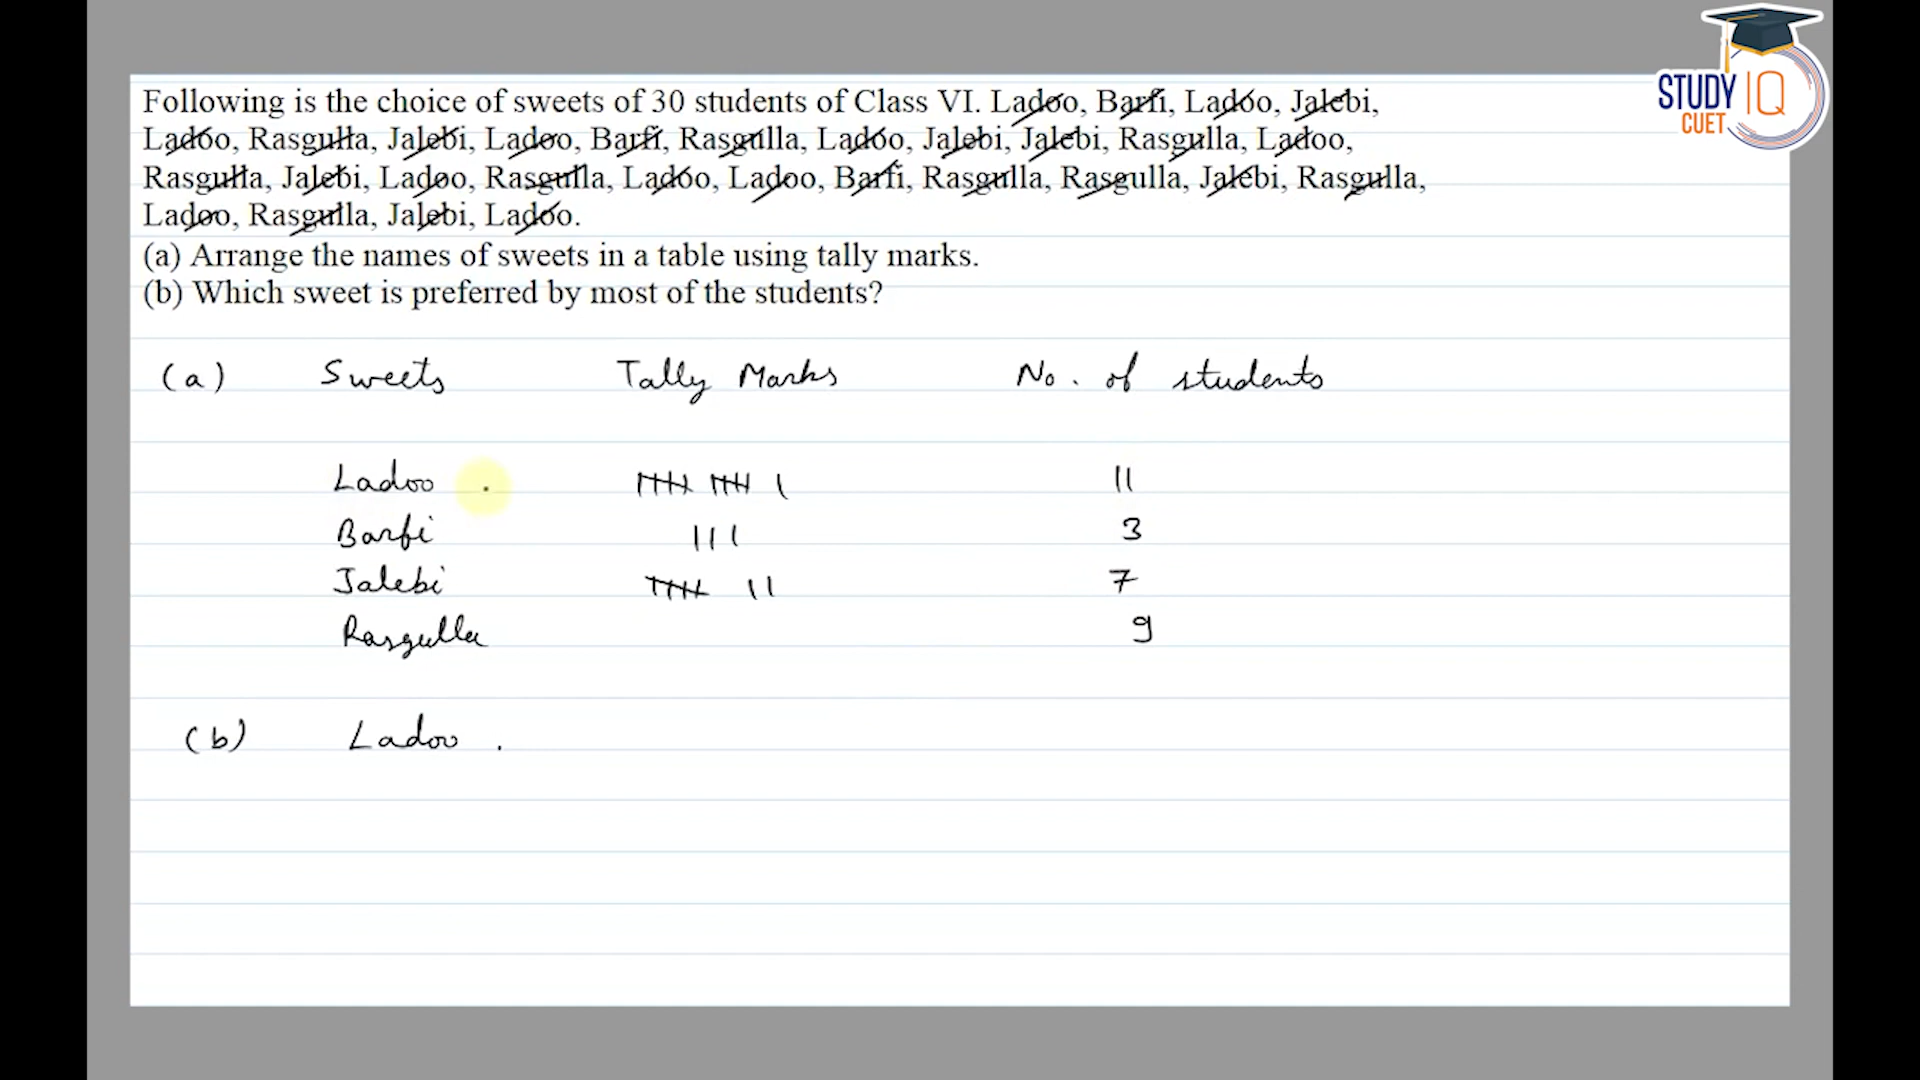 STUDY IQ
CUET
Following is the choice of sweets of 30 students of Class VI. Ladoo, Barfi, Ladoo, Jalebi,
Ladoo, Rasgulla, Jalebi, Ladoo, Barfi, Rasgulla, Ladoo, Jalebi, Jalebi, Rasgulla, Ladoo,
Rasgulla, Jalebi, Ladoo, Rasgulla, Ladoo, Ladoo, Barfi, Rasgulla, Rasgulla, Jalebi, Rasgulla,
Ladoo, Rasgulla, Jalebi, Ladoo.
(a) Arrange the names of sweets in a table using tally marks.
(b) Which sweet is preferred by most of the students?
(a) Sweets Tally Marks No. of students
Ladoo 11
Barfi 3
Jalebi 7
Rasgulla 9
(b) Ladoo.